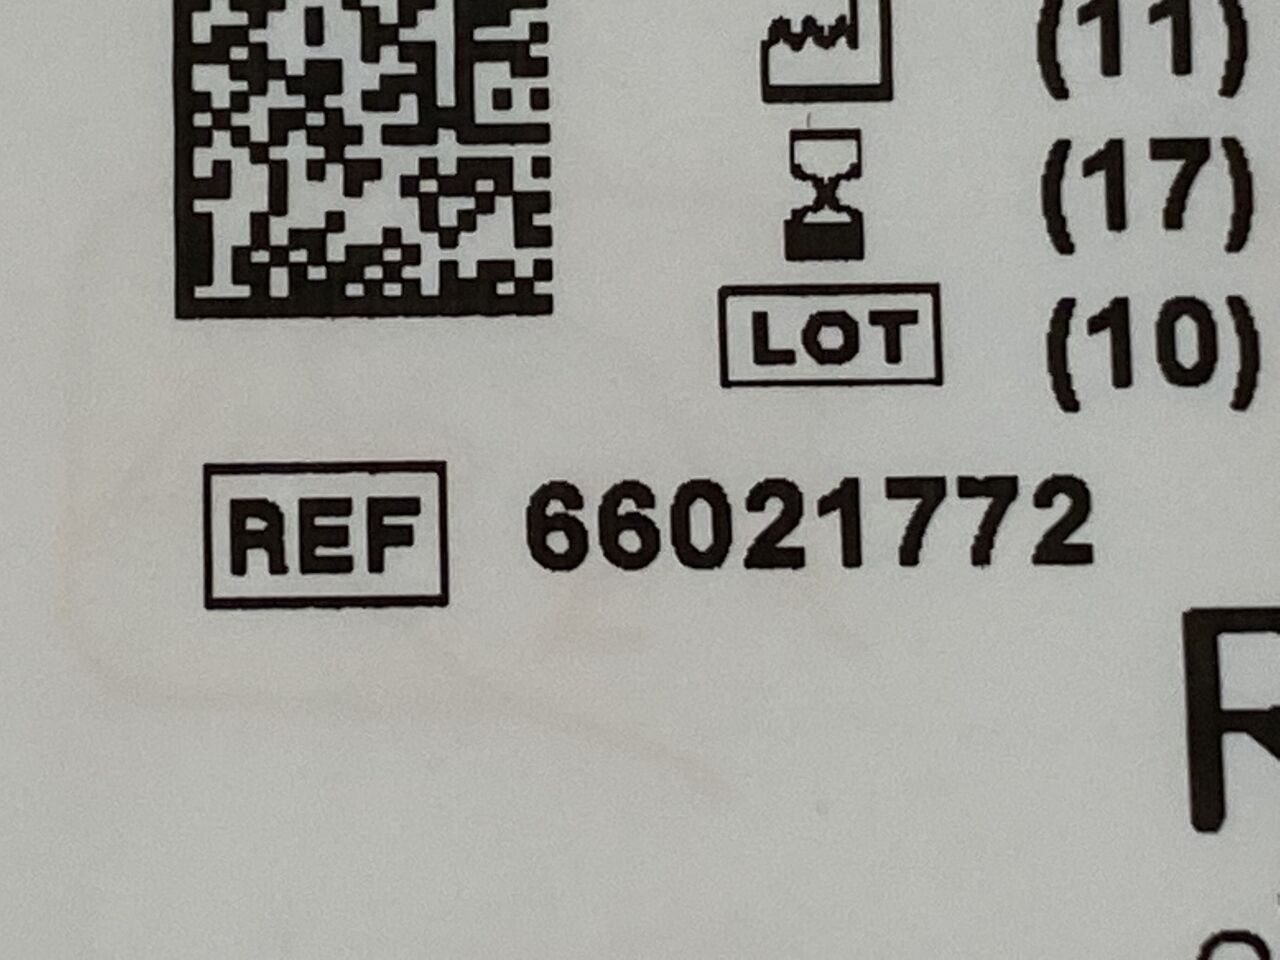 (11)
(17)
LOT (10)
REF 66021772
R